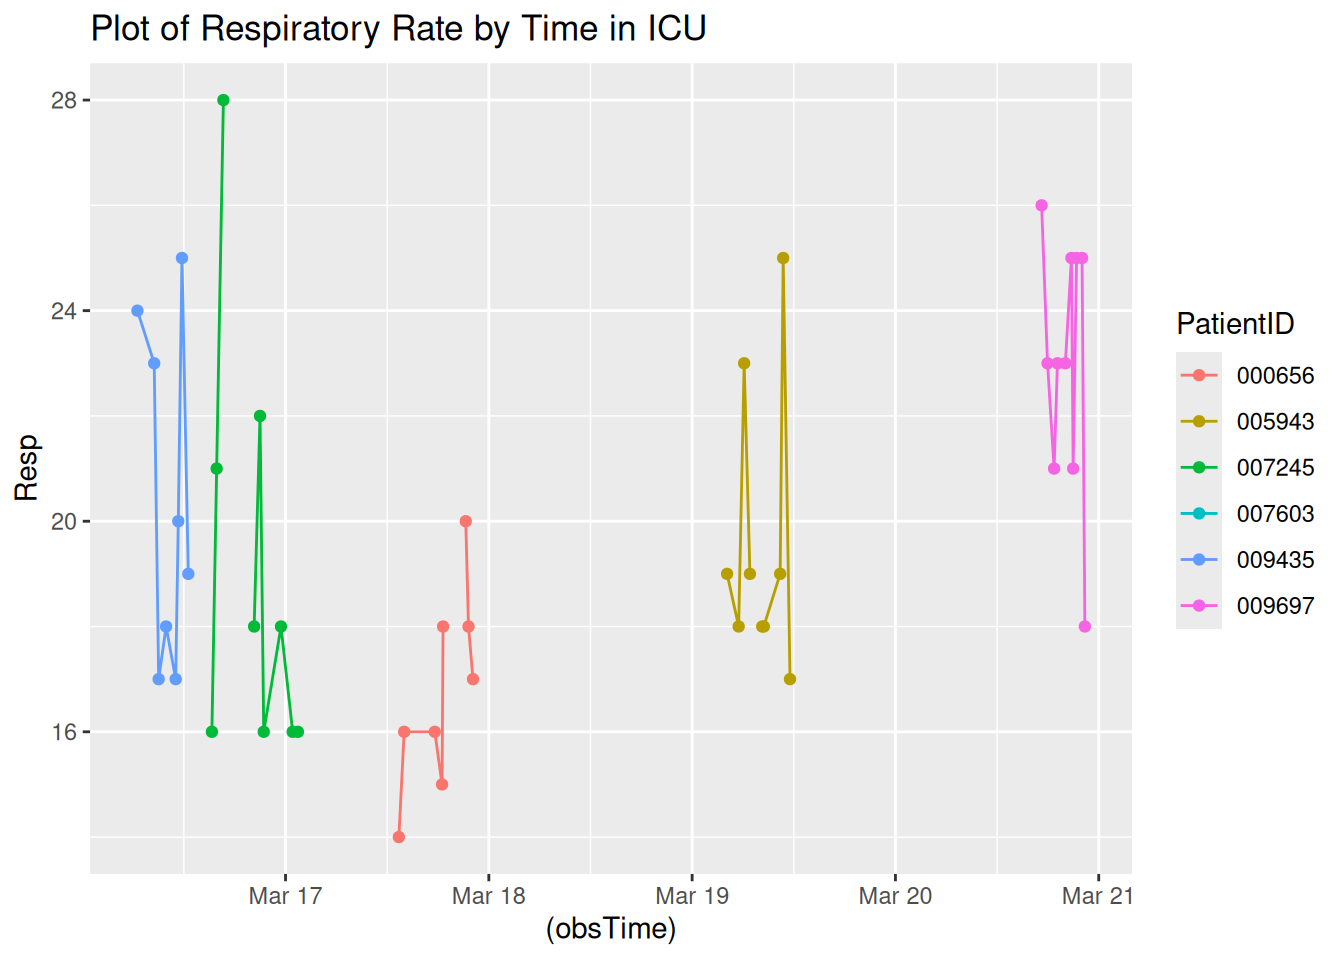 Plot of Respiratory Rate by Time in ICU
28
24
20
16
Resp
Mar 17 Mar 18 Mar 19 Mar 20 Mar 21
(obsTime)
PatientID
000656
005943
007245
007603
009435
009697